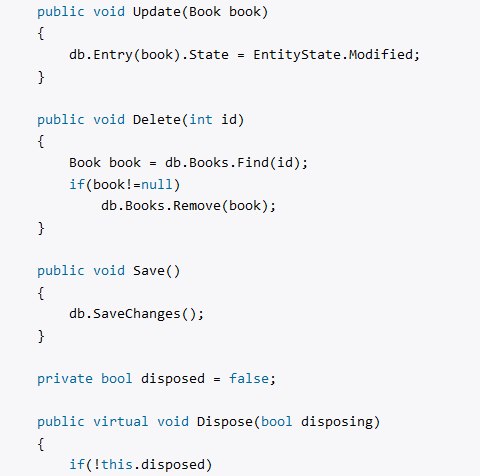 public void Update(Book book)
{
    db.Entry(book).State = EntityState.Modified;
}
public void Delete(int id)
{
    Book book = db.Books.Find(id);
    if(book!=null)
        db.Books.Remove(book);
}
public void Save()
{
    db.SaveChanges();
}
private bool disposed = false;
public virtual void Dispose(bool disposing)
{
    if(!this.disposed)